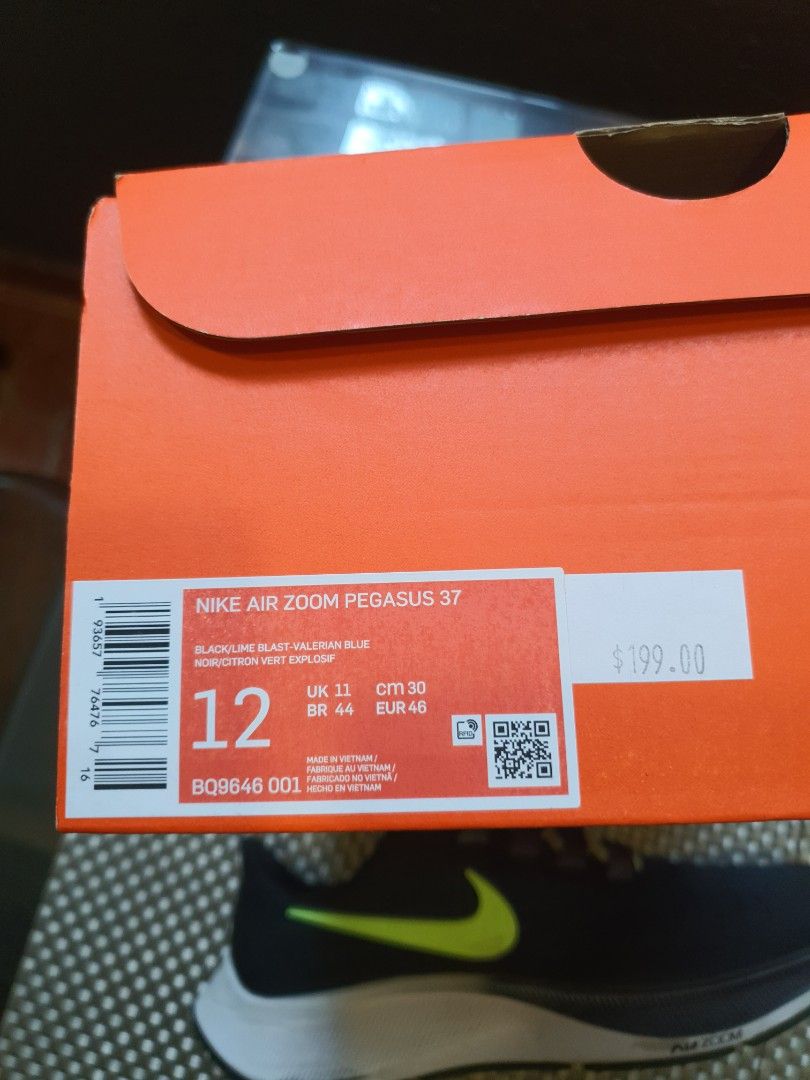 NIKE AIR ZOOM PEGASUS 37
BLACK/LIME BLAST-VALERIAN BLUE
NOIR/CITRON VERT EXPLOSIF
12
UK 11 cm 30
BR 44 EUR 46
MADE IN VIETNAM /
FABRIQUE AU VIETNAM /
FABRICADO NO VIETNÃ /
HECHO EN VIETNAM
BQ9646 001
RFID
1 93657 76476 7 16
$199.00
ZOOM